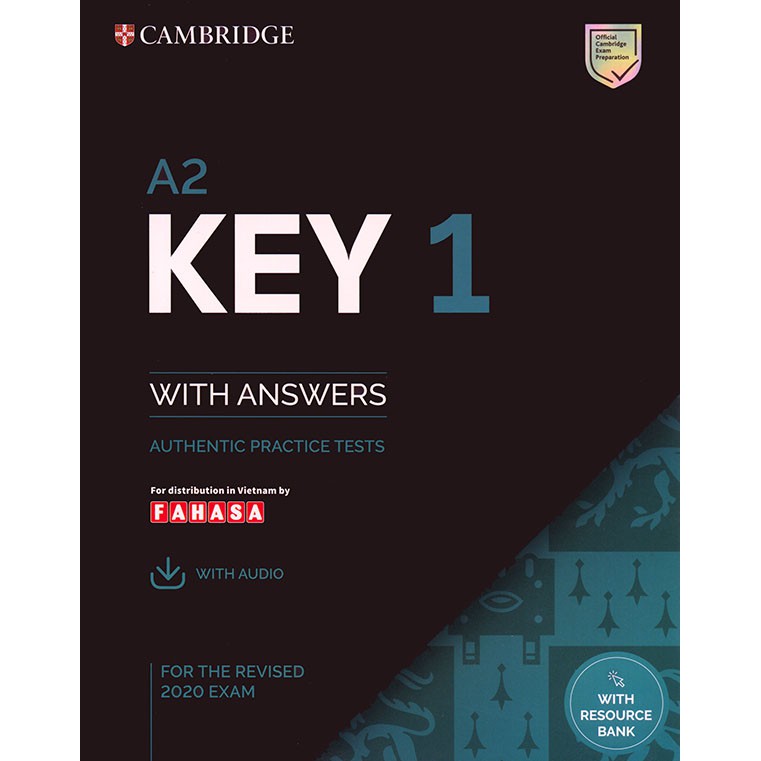 CAMBRIDGE
Official
Cambridge
Exam
Preparation
A2
KEY 1
WITH ANSWERS
AUTHENTIC PRACTICE TESTS
For distribution in Vietnam by
FAHASA
WITH AUDIO
FOR THE REVISED
2020 EXAM
WITH
RESOURCE
BANK